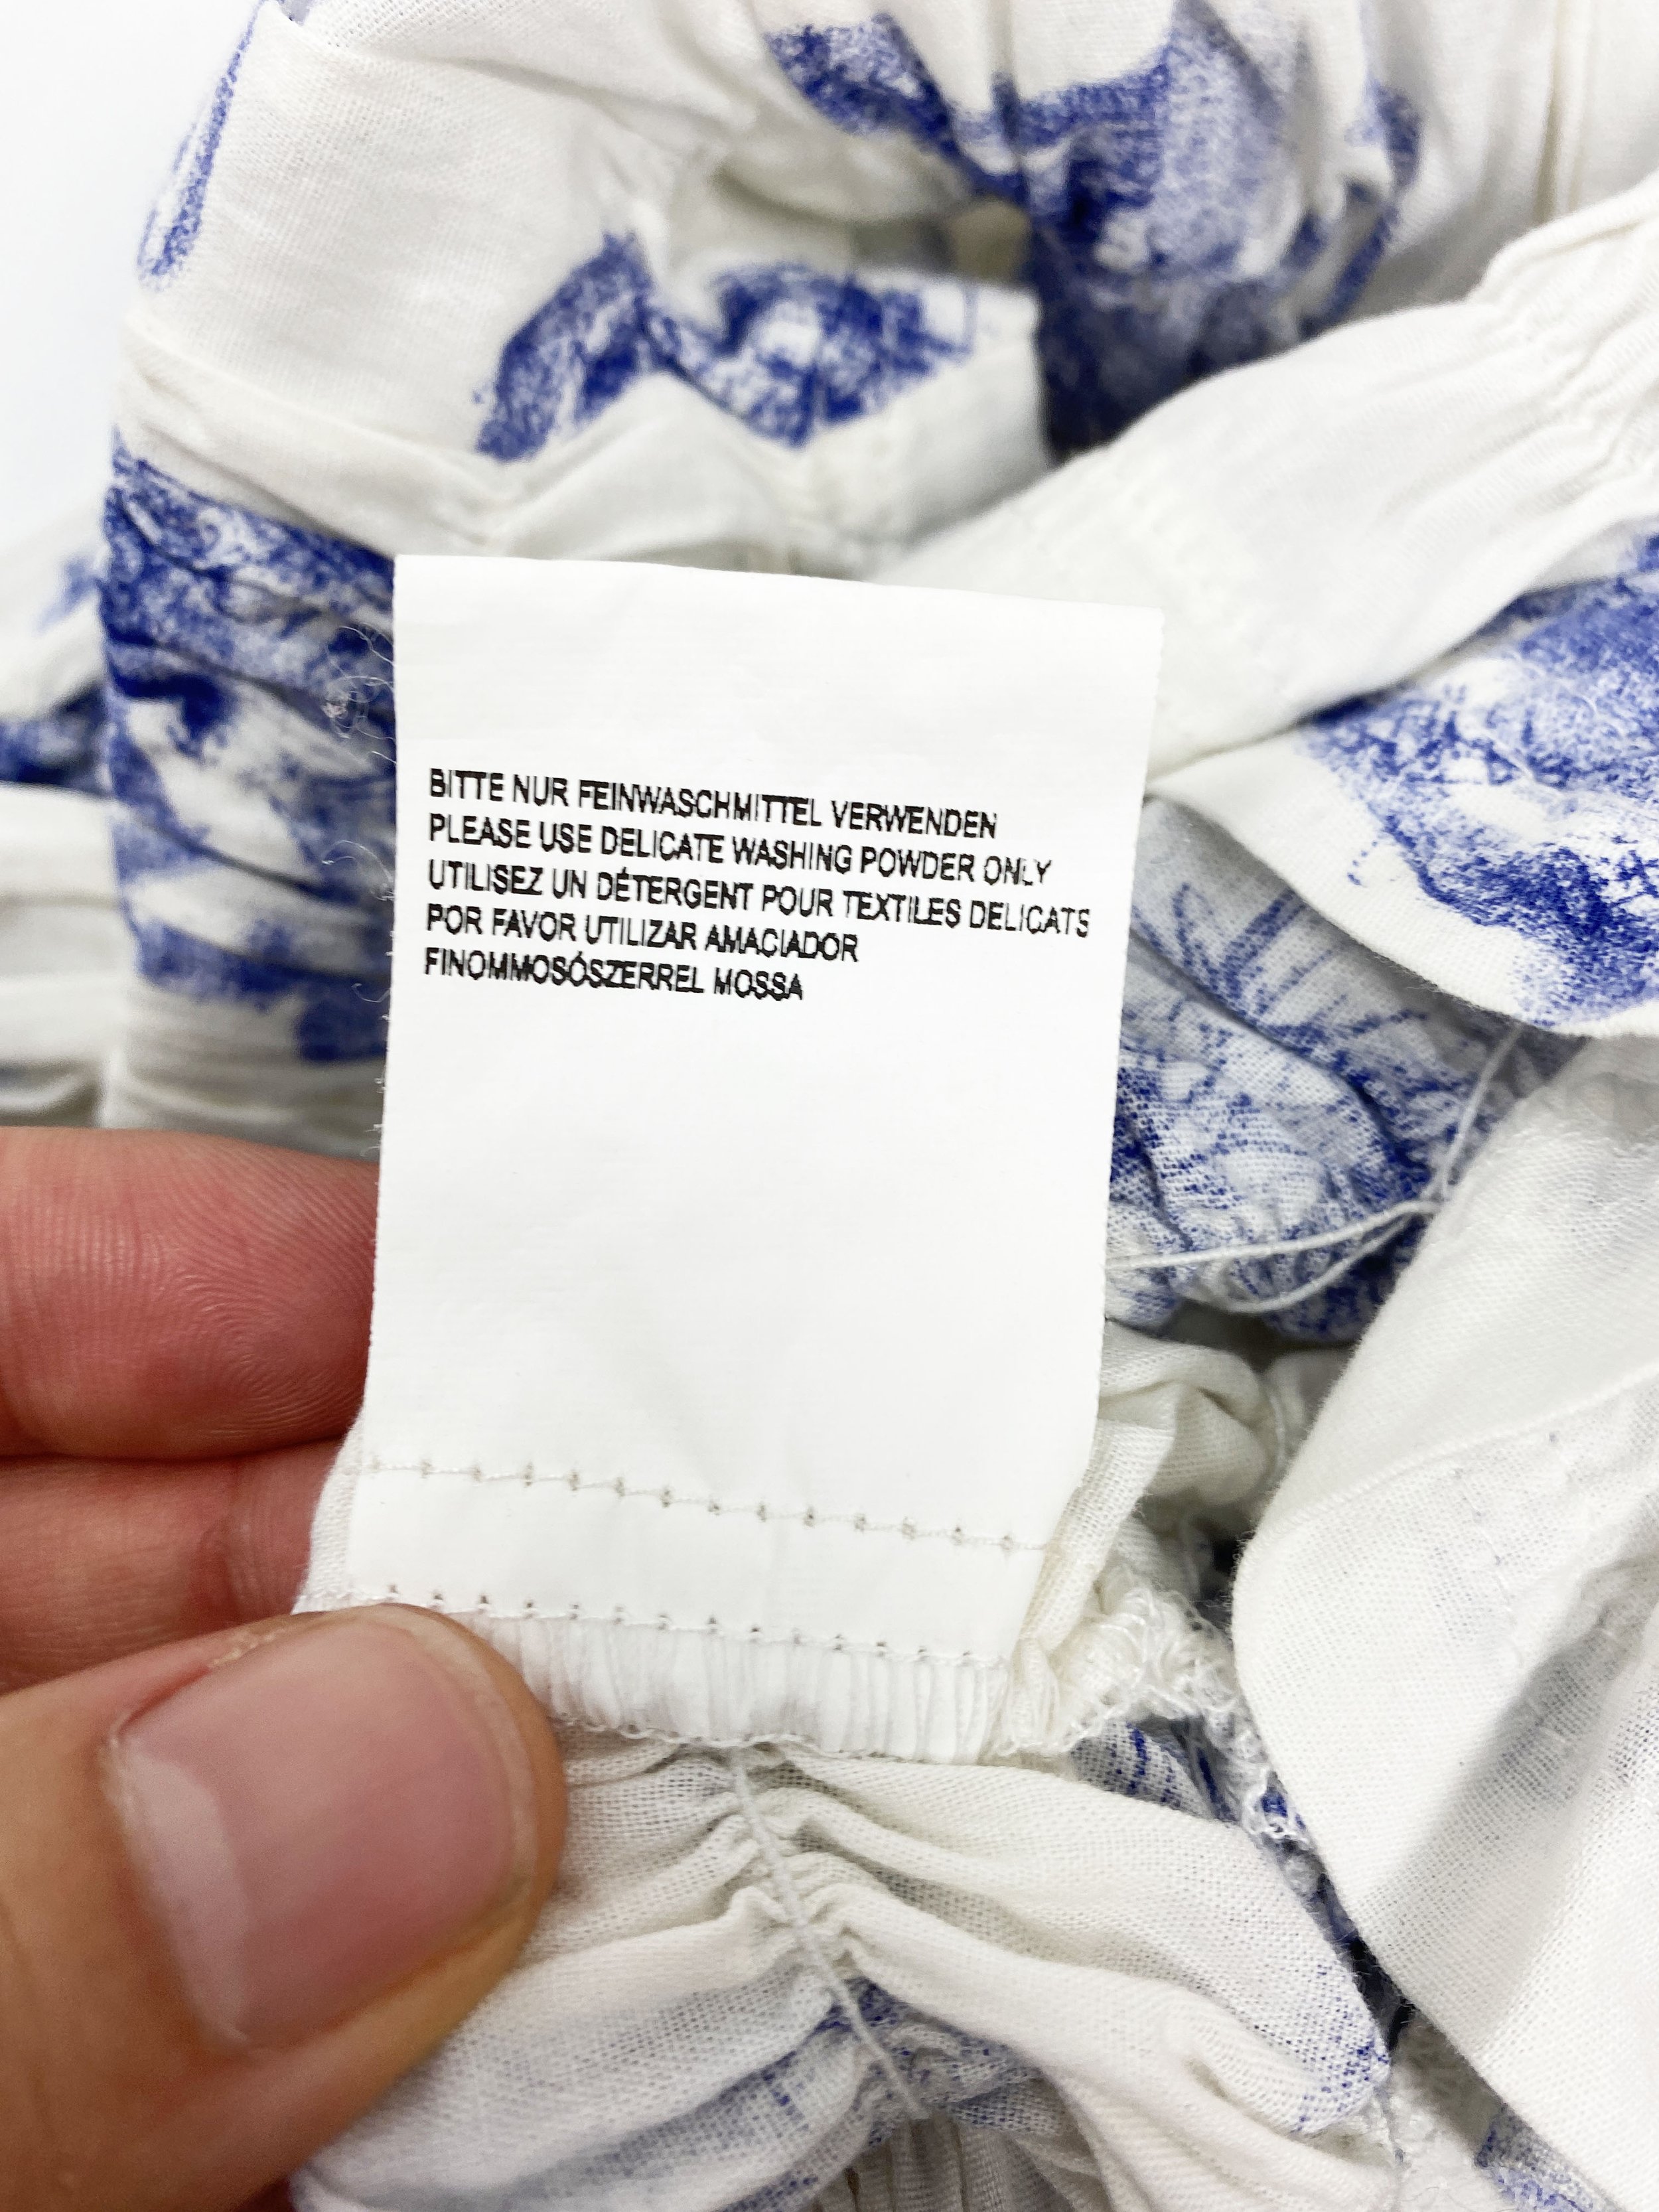 BITTE NUR FEINWASCHMITTEL VERWENDEN
PLEASE USE DELICATE WASHING POWDER ONLY
UTILISEZ UN DÉTERGENT POUR TEXTILES DELICATS
POR FAVOR UTILIZAR AMACIADOR
FINOMMOSÓSZERREL MOSSA